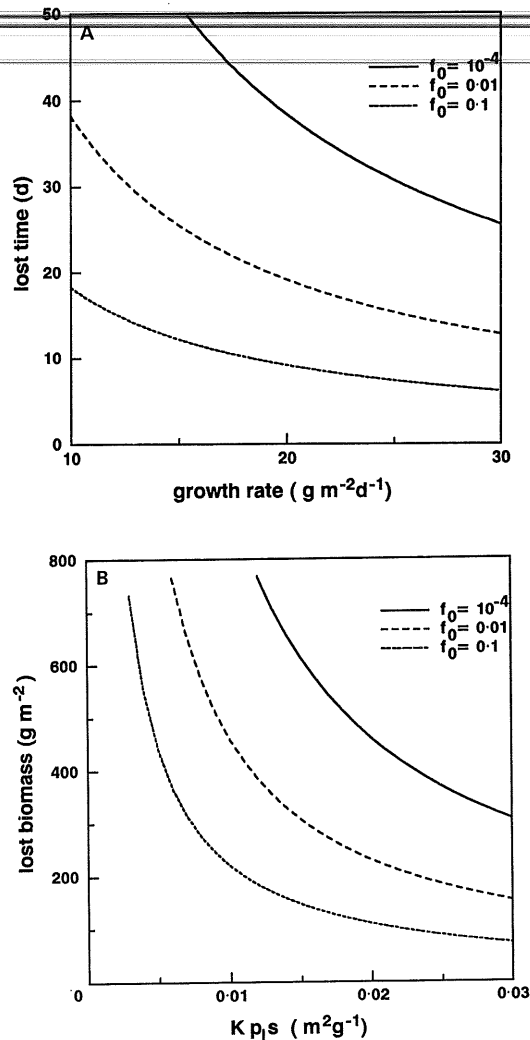 50
A
f₀= 10⁻⁴
f₀= 0·01
f₀= 0·1
40
30
20
10
0
lost time (d)
10
20
30
growth rate ( g m⁻²d⁻¹)
800
B
f₀= 10⁻⁴
f₀= 0·01
f₀= 0·1
600
400
200
lost biomass (g m⁻²)
0
0·01
0·02
0·03
K pₗs ( m²g⁻¹)